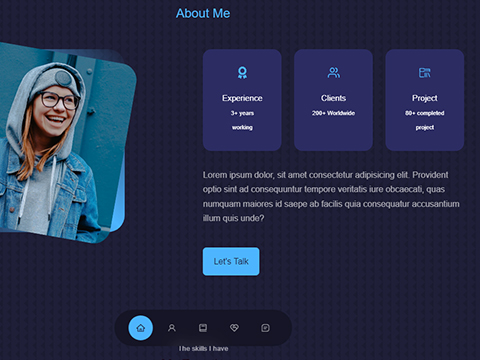 About Me
Experience
3+ years
working
Clients
200+ Worldwide
Project
80+ completed
project
Lorem ipsum dolor, sit amet consectetur adipisicing elit. Provident
optio sint ad consequuntur tempore veritatis iure obcaecati, quas
numquam maiores id saepe ab facilis quia consequatur accusantium
illum quis unde?
Let's Talk
The skills I have